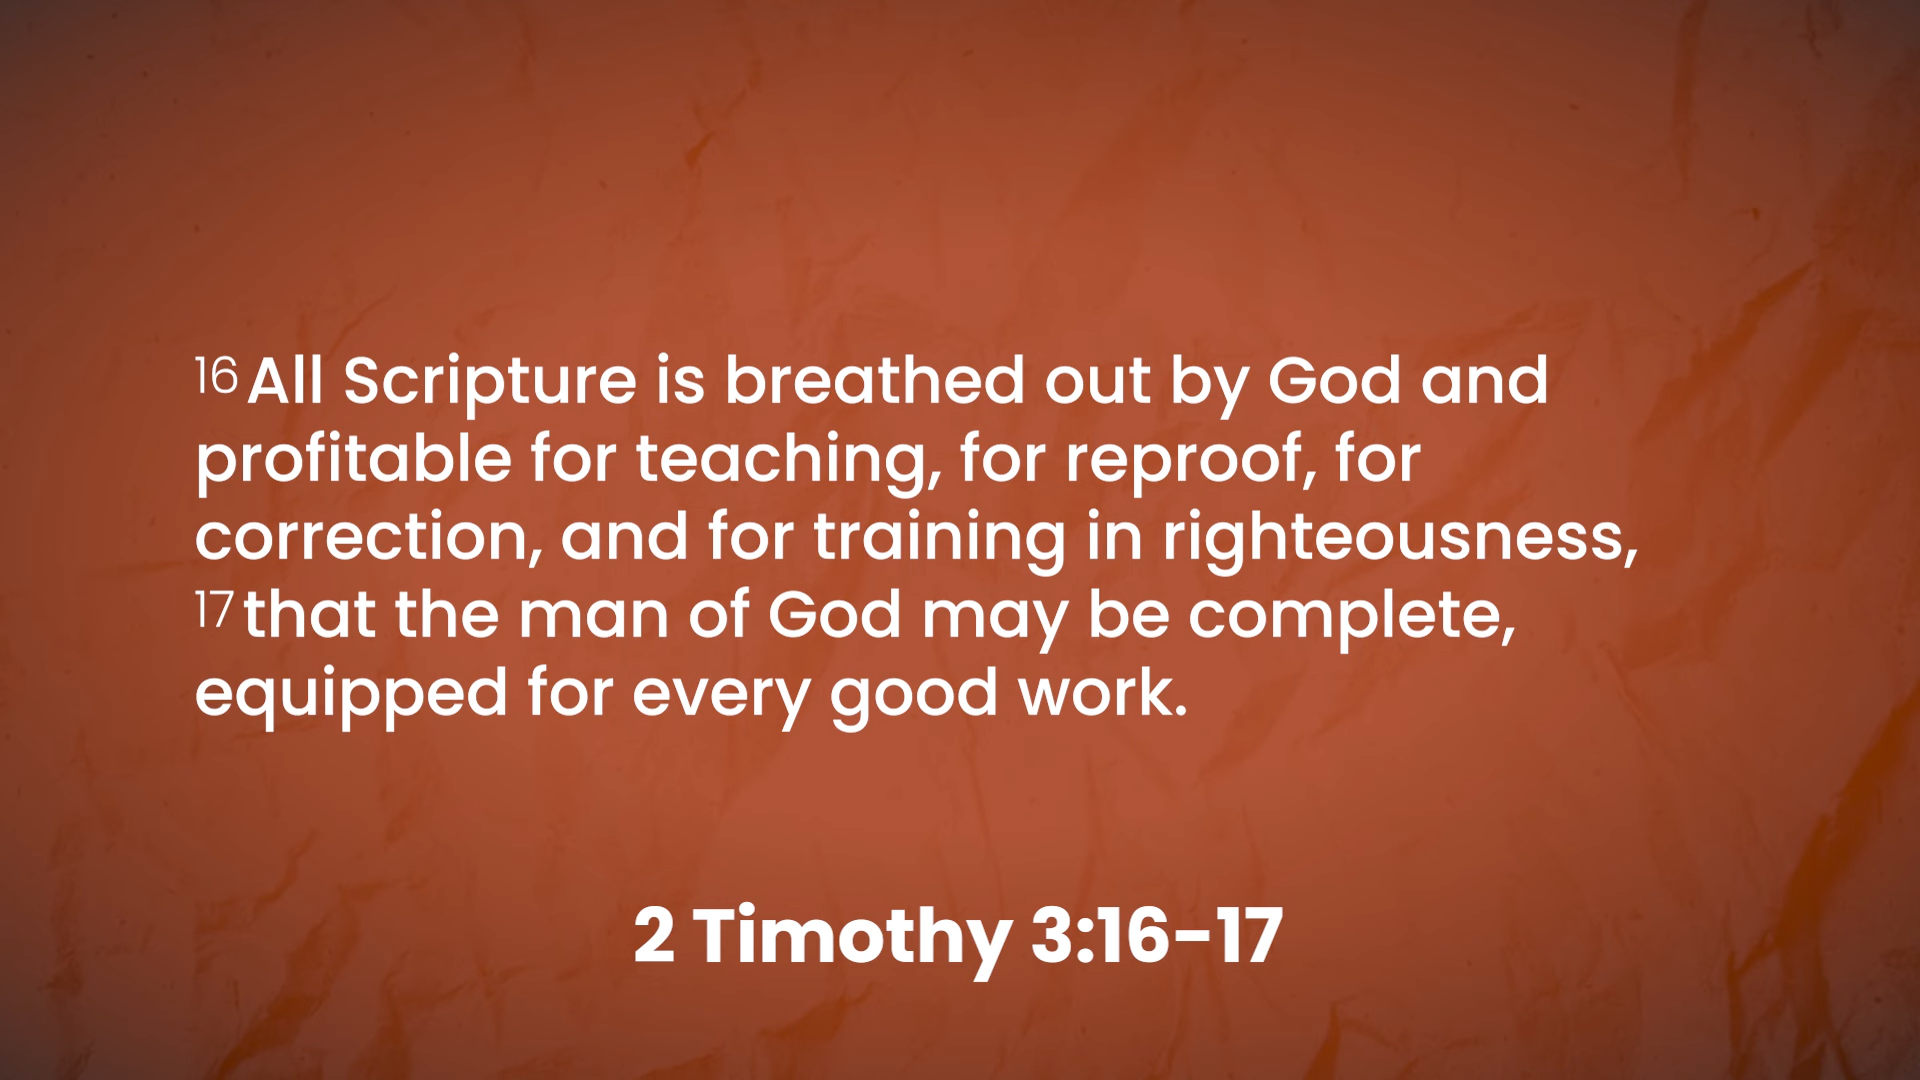 16 All Scripture is breathed out by God and
profitable for teaching, for reproof, for
correction, and for training in righteousness,
17 that the man of God may be complete,
equipped for every good work.
2 Timothy 3:16–17